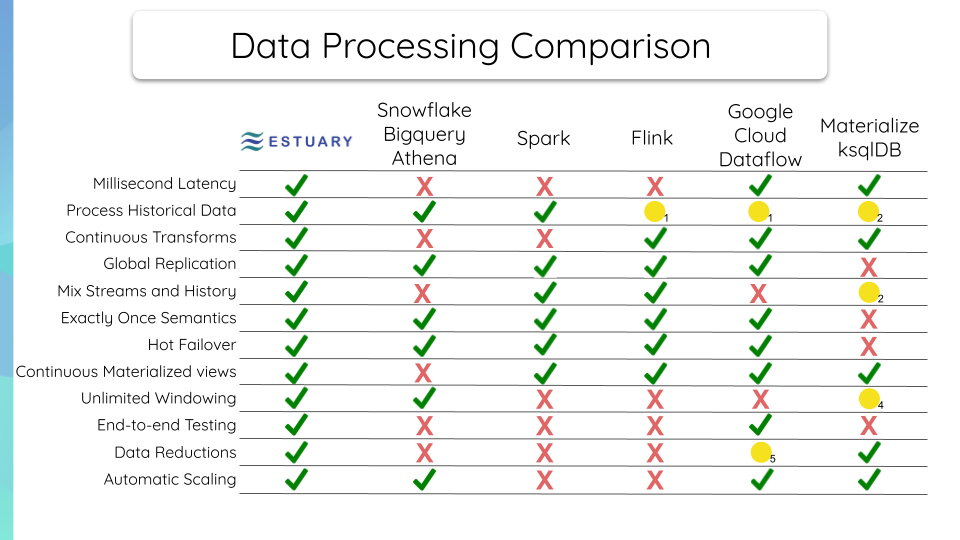 Data Processing Comparison
ESTUARY
Snowflake
Bigquery
Athena
Spark
Flink
Google
Cloud
Dataflow
Materialize
ksqlDB
Millisecond Latency X X X
Process Historical Data 1 1 2
Continuous Transforms X X
Global Replication X
Mix Streams and History X X 2
Exactly Once Semantics X
Hot Failover X
Continuous Materialized views X
Unlimited Windowing X X X 4
End-to-end Testing X X X X
Data Reductions X X X 5
Automatic Scaling X X